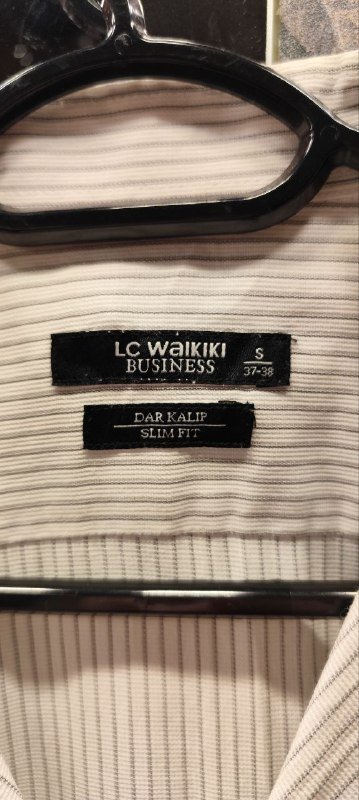 LC WAIKIKI
BUSINESS
S
37-38
DAR KALIP
SLIM FIT